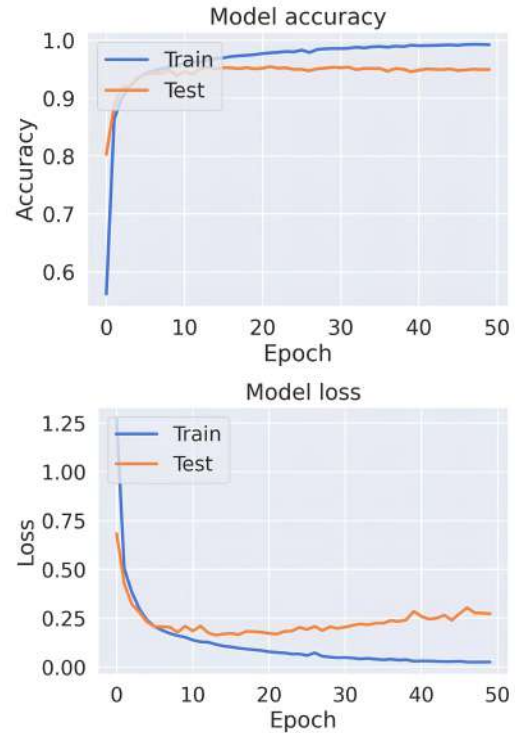 Model accuracy
1.0
0.9
0.8
0.7
0.6
Accuracy
Train
Test
0 10 20 30 40 50
Epoch
Model loss
1.25
1.00
0.75
0.50
0.25
0.00
Loss
Train
Test
0 10 20 30 40 50
Epoch